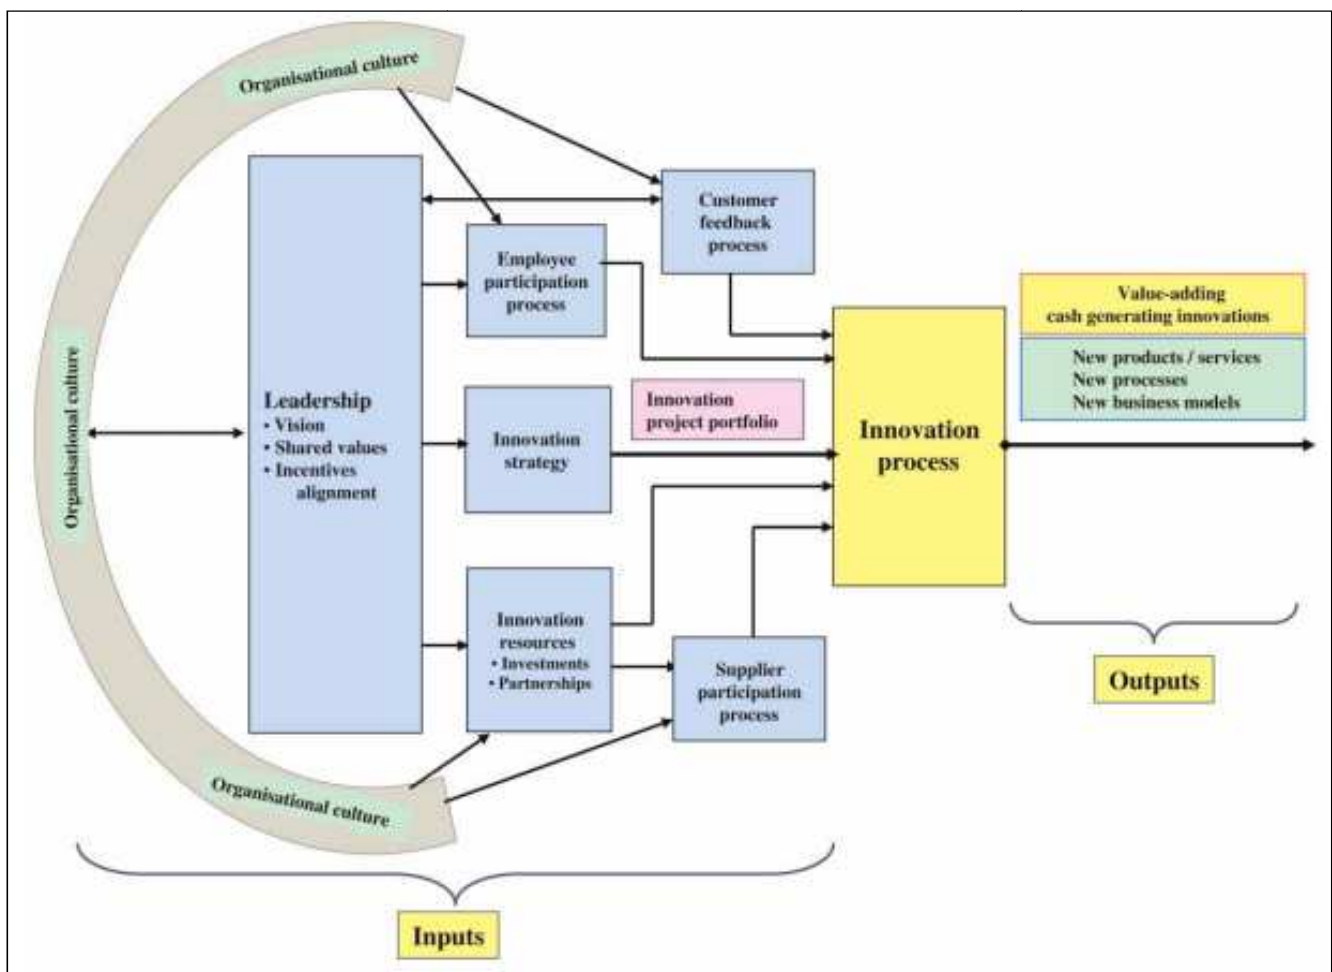 Organisational culture
Customer
feedback
process
Employee
participation
process
Value-adding
cash generating innovations
New products / services
New processes
New business models
Organisational culture
Leadership
• Vision
• Shared values
• Incentives
alignment
Innovation
project portfolio
Innovation
strategy
Innovation
process
Innovation
resources
• Investments
• Partnerships
Supplier
participation
process
Outputs
Organisational culture
Inputs